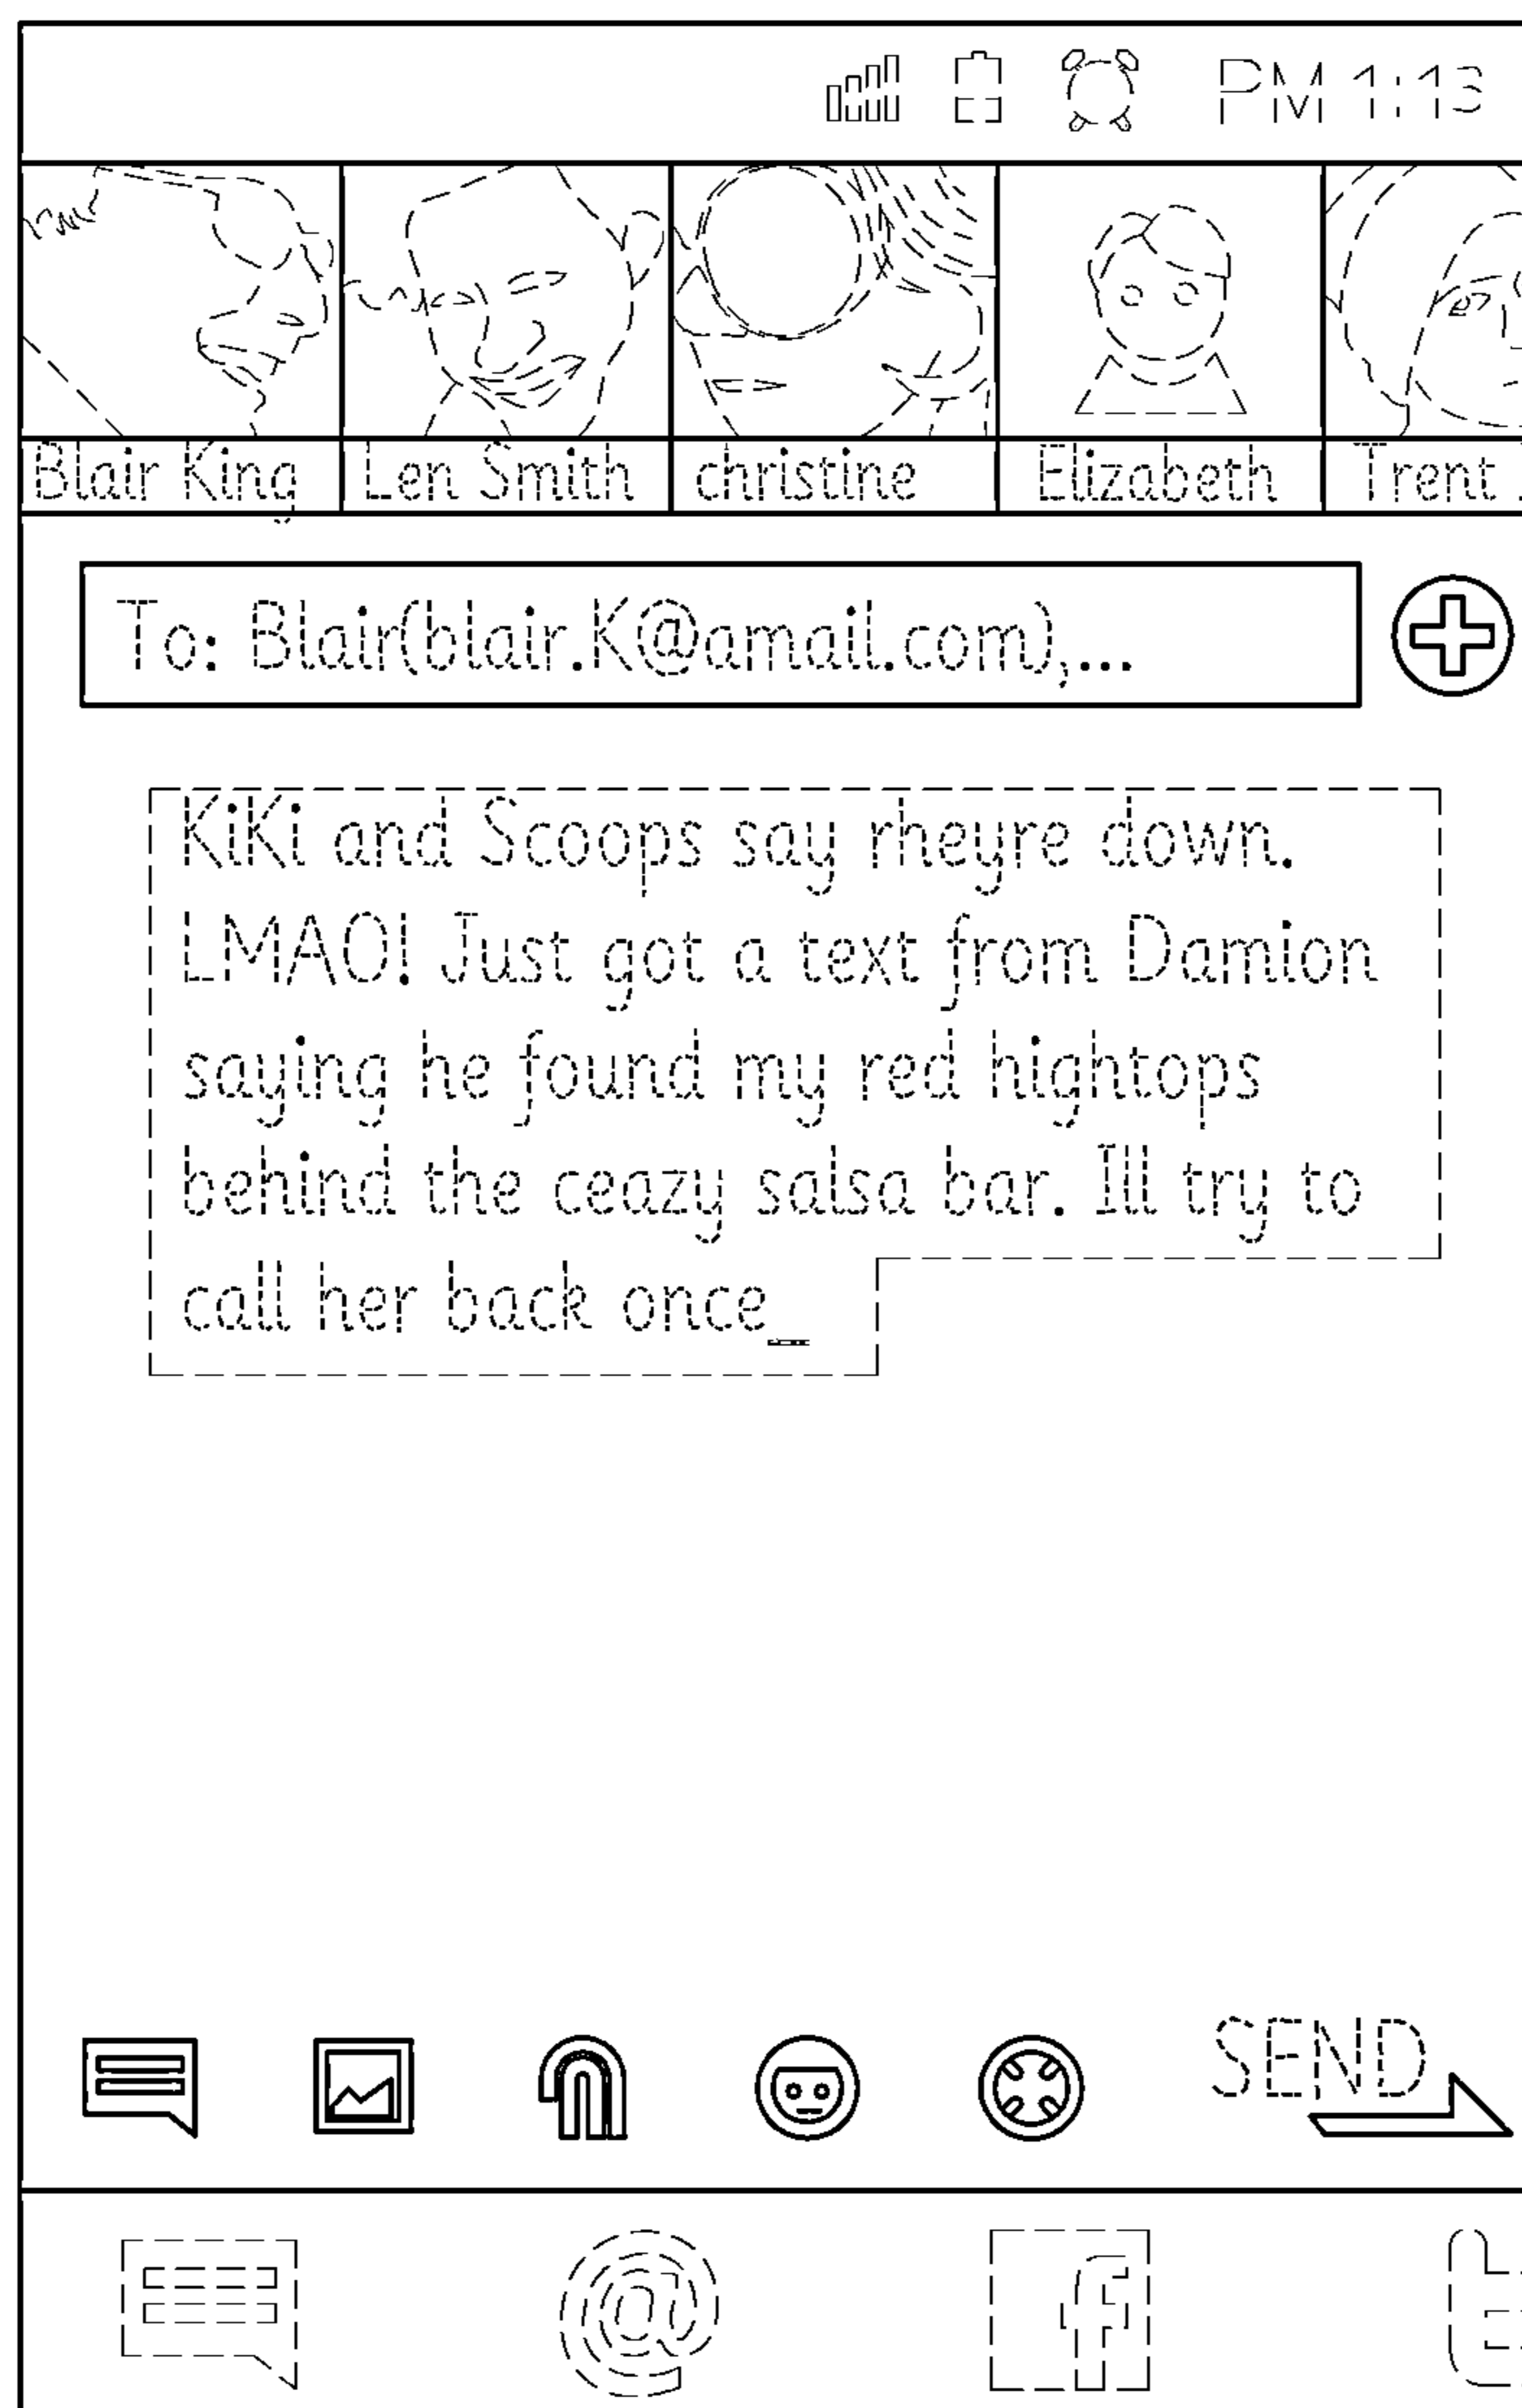 PM 1:13
Blair King Len Smith christine Elizabeth Trent
To: Blair(blair.K@amail.com),...
KiKi and Scoops say rheyre down.
LMAO! Just got a text from Damion
saying he found my red hightops
behind the ceazy salsa bar. Ill try to
call her back once_
SEND